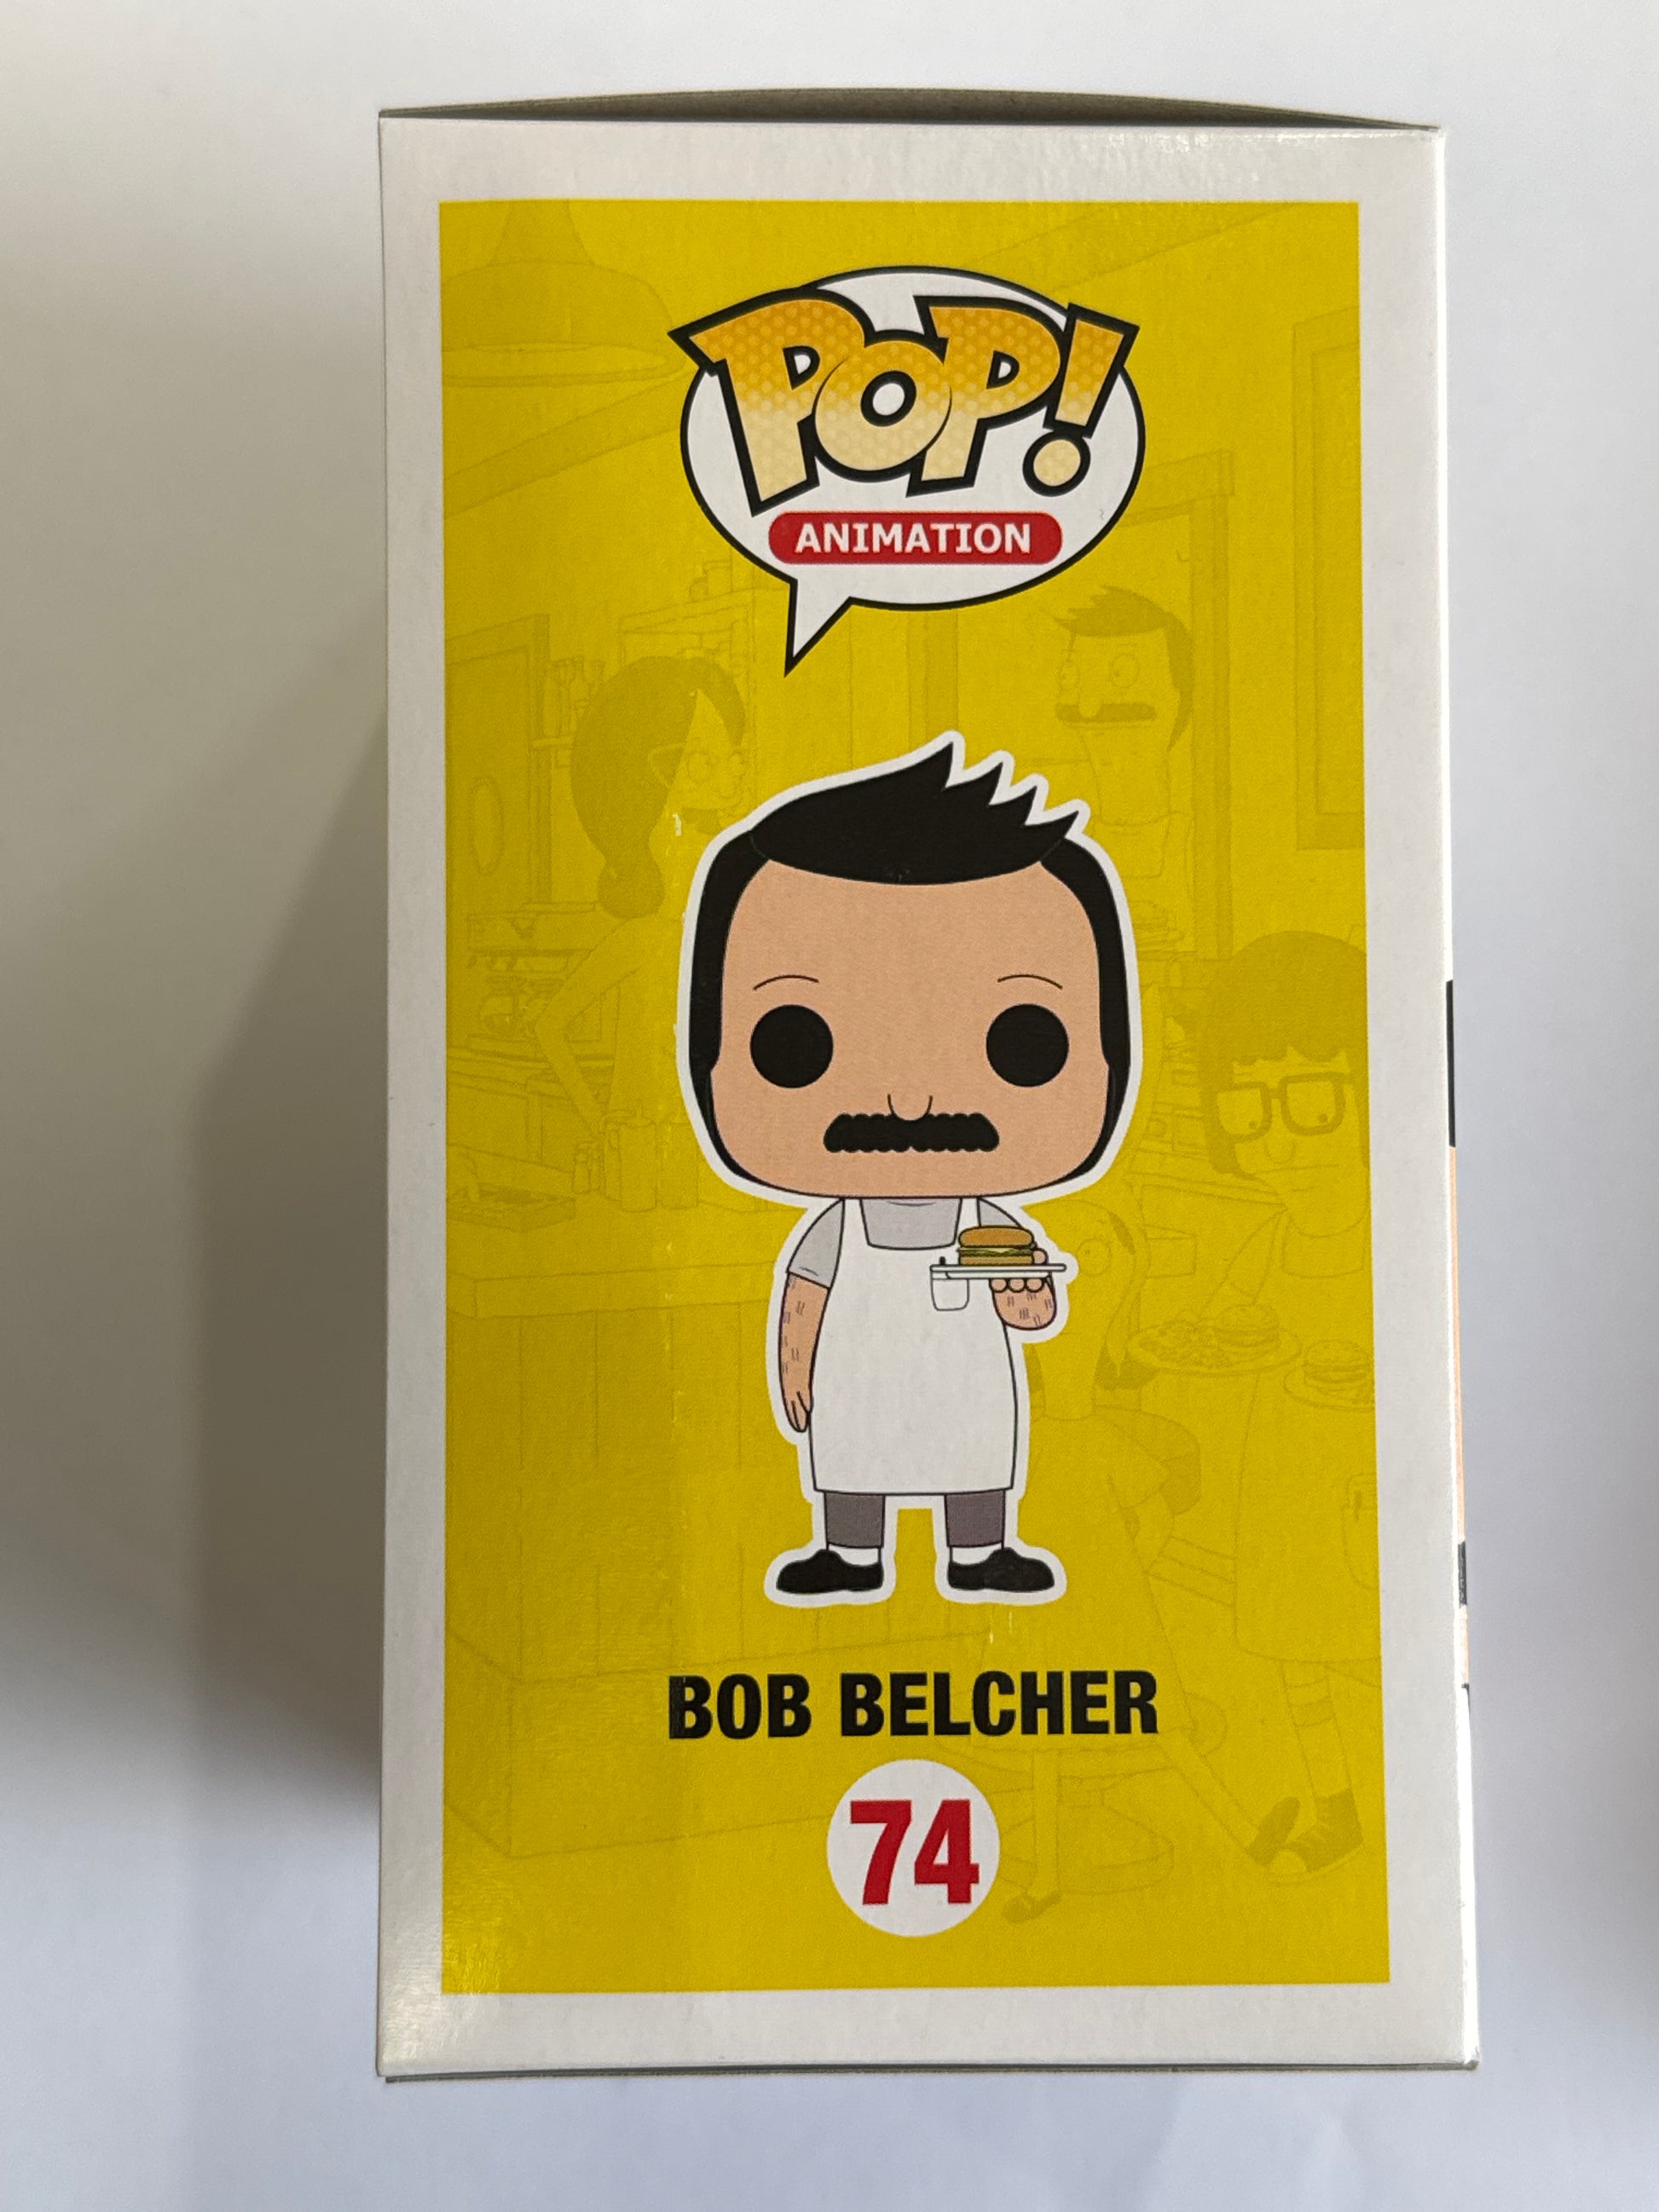 POP!
ANIMATION
BOB BELCHER
74